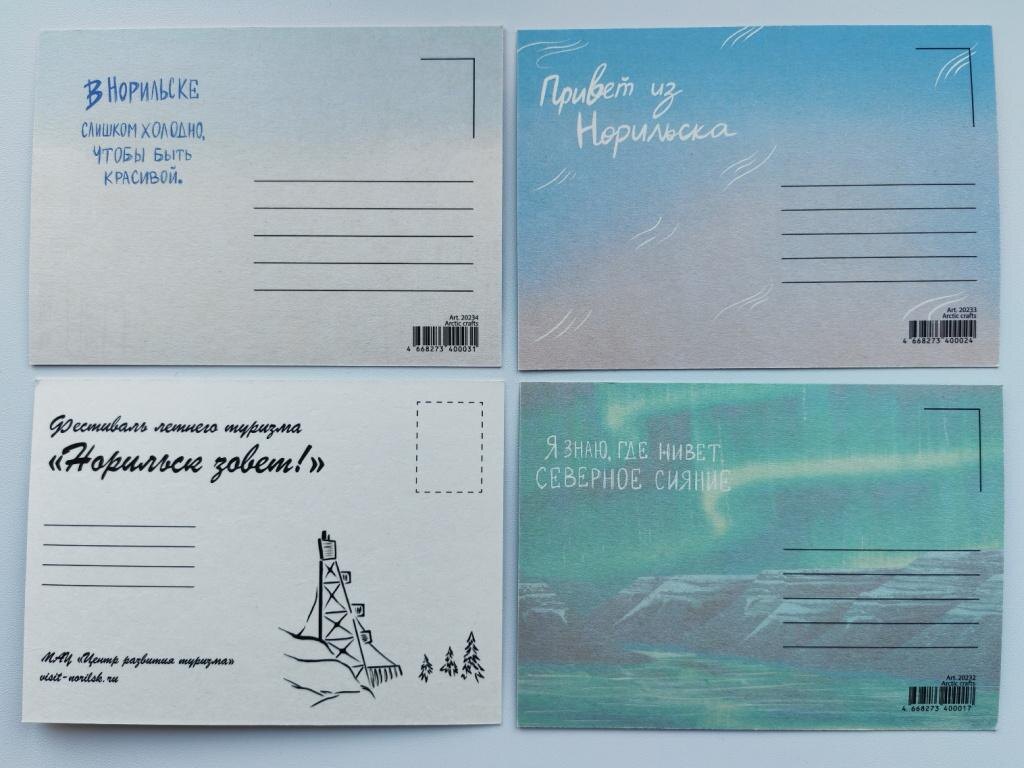 В НОРИЛЬСКЕ
СЛИШКОМ ХОЛОДНО,
ЧТОБЫ БЫТЬ
КРАСИВОЙ.
Art. 20234
Arctic crafts
4 668273 400031
Привет из
Норильска
Art. 20233
Arctic crafts
4 668273 400024
Фестиваль летнего туризма
«Норильск зовет!»
МАУ «Центр развития туризма»
visit-norilsk.ru
Я ЗНАЮ, ГДЕ ЖИВЕТ
СЕВЕРНОЕ СИЯНИЕ
Art. 20232
Arctic crafts
4 668273 400017